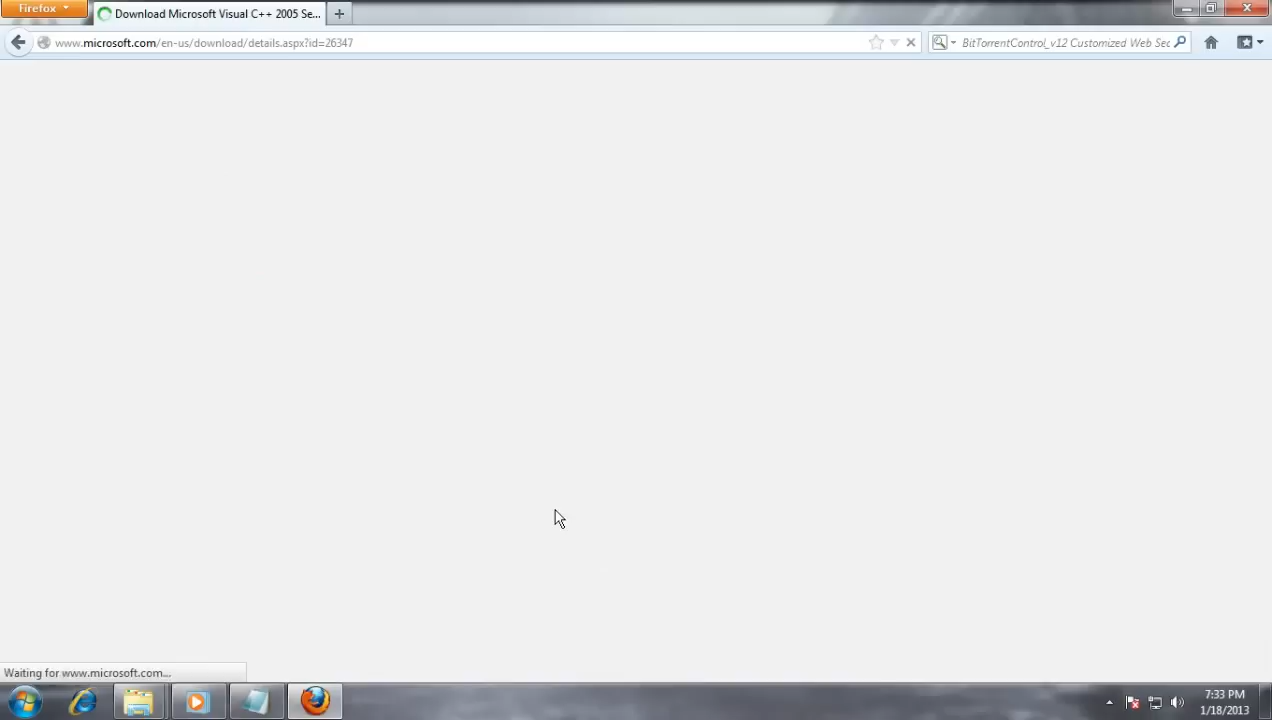 Firefox
Download Microsoft Visual C++ 2005 Se...
www.microsoft.com/en-us/download/details.aspx?id=26347
BitTorrentControl_v12 Customized Web Sec
Waiting for www.microsoft.com...
7:33 PM
1/18/2013